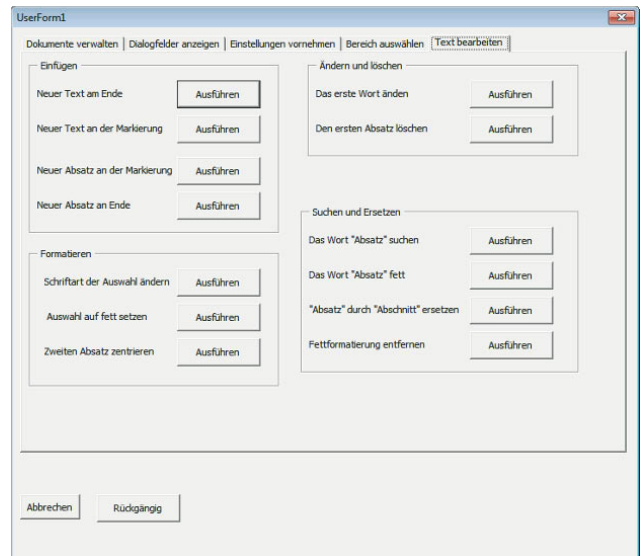 UserForm1
Dokumente verwalten | Dialogfelder anzeigen | Einstellungen vornehmen | Bereich auswählen | Text bearbeiten
Einfügen
Neuer Text am Ende Ausführen
Neuer Text an der Markierung Ausführen
Neuer Absatz an der Markierung Ausführen
Neuer Absatz an Ende Ausführen
Formatieren
Schriftart der Auswahl ändern Ausführen
Auswahl auf fett setzen Ausführen
Zweiten Absatz zentrieren Ausführen
Ändern und löschen
Das erste Wort änden Ausführen
Den ersten Absatz löschen Ausführen
Suchen und Ersetzen
Das Wort "Absatz" suchen Ausführen
Das Wort "Absatz" fett Ausführen
"Absatz" durch "Abschnitt" ersetzen Ausführen
Fettformatierung entfernen Ausführen
Abbrechen Rückgängig